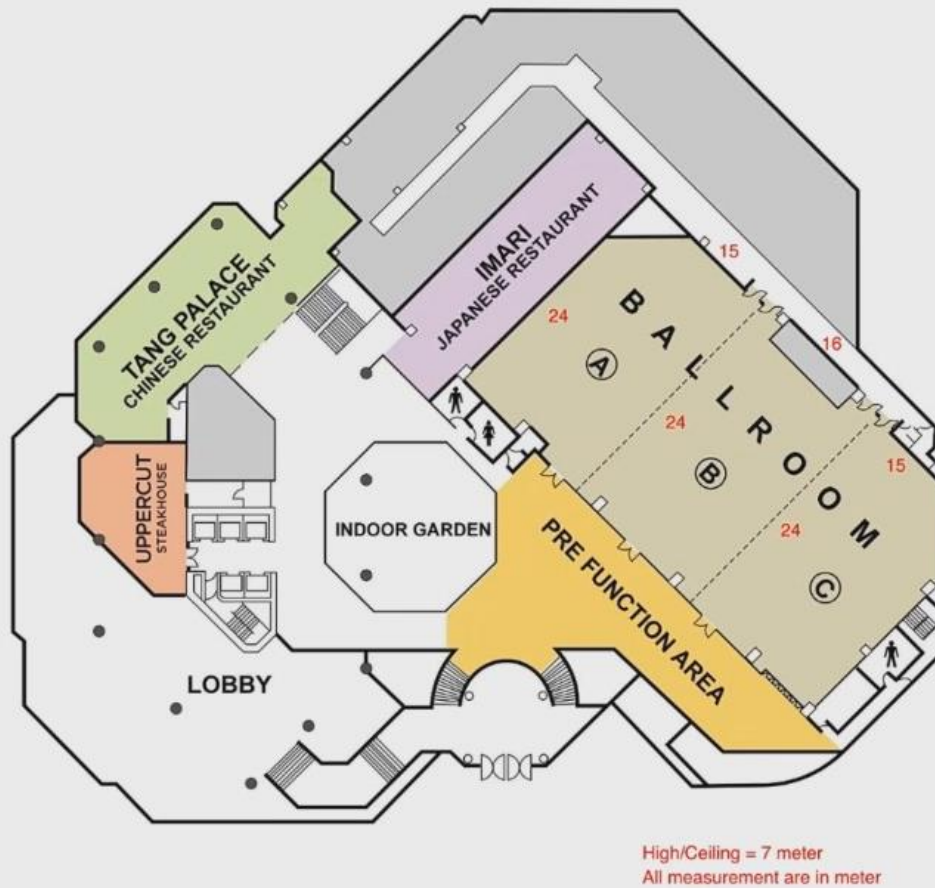 TANG PALACE
CHINESE RESTAURANT
IMARI
JAPANESE RESTAURANT
15
24
BALLROOM
16
A
24
15
B
UPPERCUT
STEAKHOUSE
INDOOR GARDEN
24
PRE FUNCTION AREA
C
LOBBY
High/Ceiling = 7 meter
All measurement are in meter